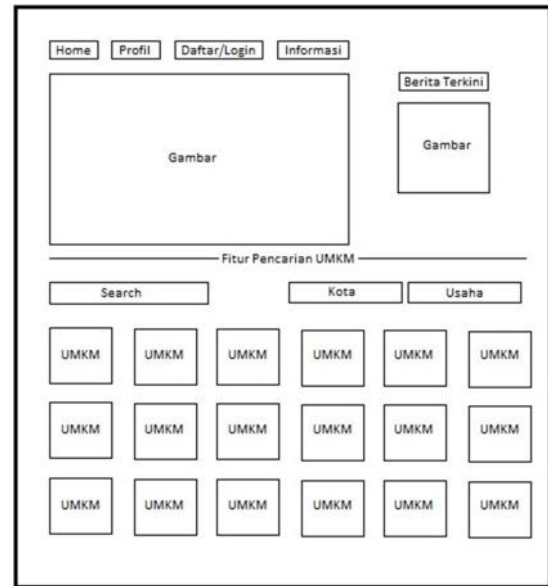 Home Profil Daftar/Login Informasi
Berita Terkini
Gambar
Gambar
Fitur Pencarian UMKM
Search Kota Usaha
UMKM UMKM UMKM UMKM UMKM UMKM
UMKM UMKM UMKM UMKM UMKM UMKM
UMKM UMKM UMKM UMKM UMKM UMKM